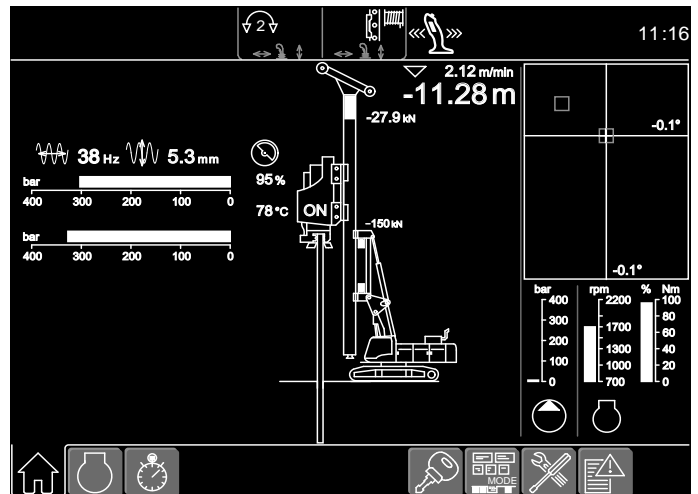 2
11:16
2.12 m/min
-11.28 m
-27.9 kN
-0.1°
38 Hz 5.3 mm
95 %
bar
400 300 200 100 0
78 °C
ON
-150 kN
bar
400 300 200 100 0
-0.1°
bar rpm % Nm
400 2200 100
80
300 1700 60
200 1300 40
100 1000 20
0 700 0
MODE